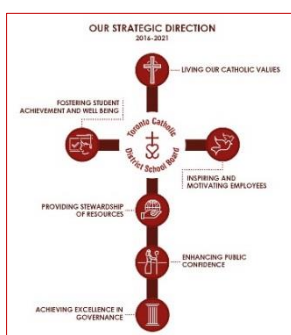 OUR STRATEGIC DIRECTION
2016-2021
LIVING OUR CATHOLIC VALUES
FOSTERING STUDENT
ACHIEVEMENT AND WELL BEING
Toronto Catholic
District School Board
INSPIRING AND
MOTIVATING EMPLOYEES
PROVIDING STEWARDSHIP
OF RESOURCES
ENHANCING PUBLIC
CONFIDENCE
ACHIEVING EXCELLENCE IN
GOVERNANCE